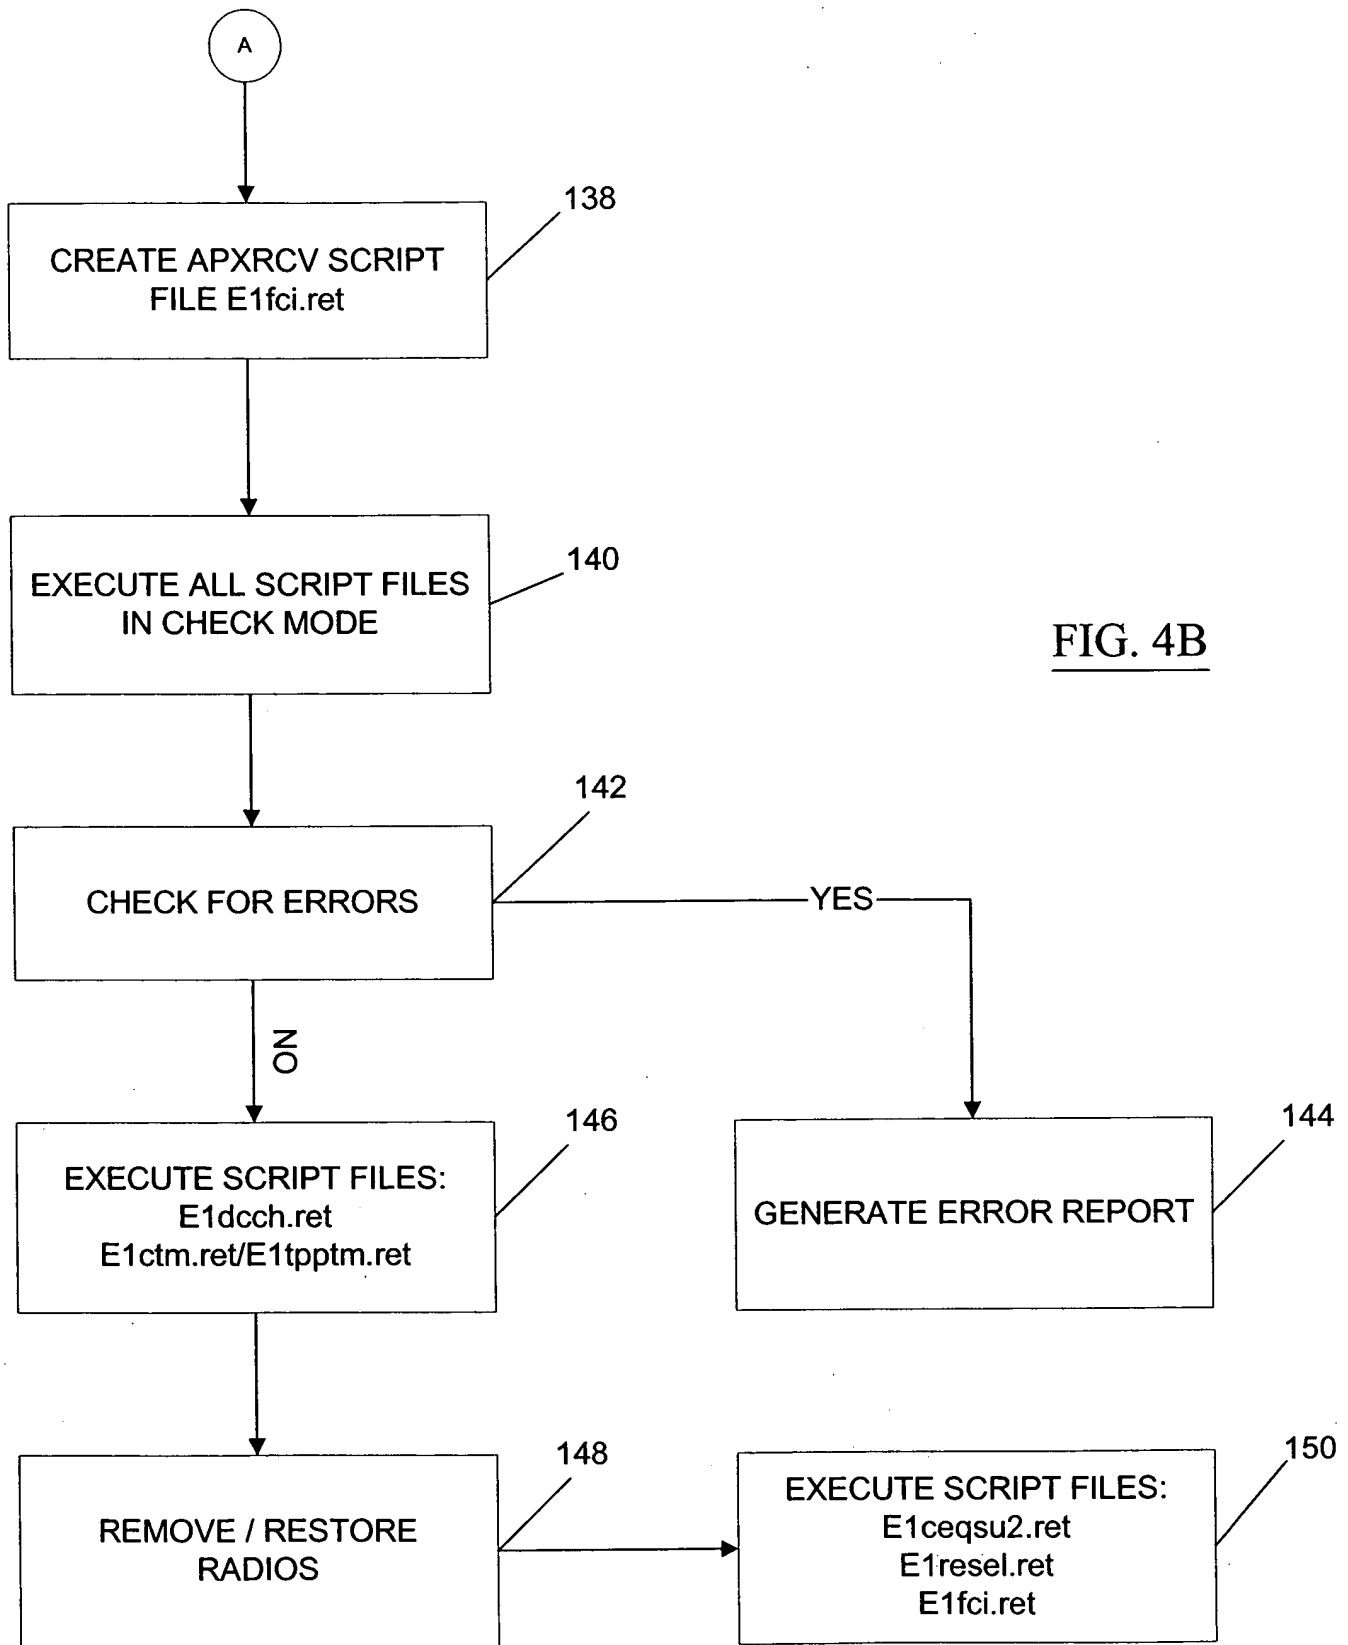 A
138
CREATE APXRCV SCRIPT
FILE E1fci.ret
140
EXECUTE ALL SCRIPT FILES
IN CHECK MODE
FIG. 4B
142
CHECK FOR ERRORS
YES
NO
146
EXECUTE SCRIPT FILES:
E1dcch.ret
E1ctm.ret/E1tpptm.ret
144
GENERATE ERROR REPORT
148
REMOVE / RESTORE
RADIOS
150
EXECUTE SCRIPT FILES:
E1ceqsu2.ret
E1resel.ret
E1fci.ret